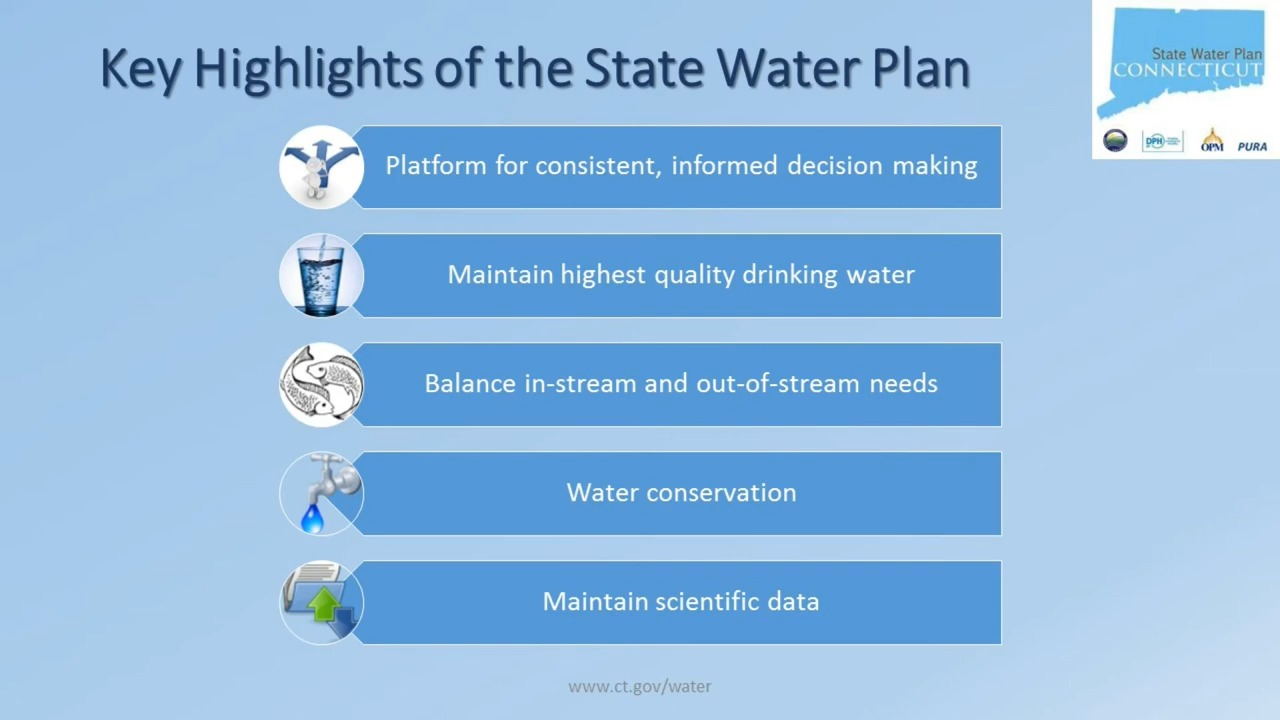 Key Highlights of the State Water Plan
State Water Plan
CONNECTICUT
DPH
OPM
PURA
Platform for consistent, informed decision making
Maintain highest quality drinking water
Balance in-stream and out-of-stream needs
Water conservation
Maintain scientific data
www.ct.gov/water